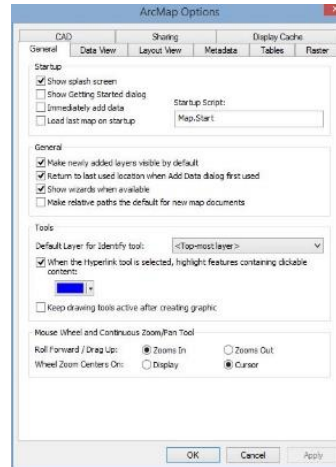 ArcMap Options
CAD Sharing Display Cache
General Data View Layout View Metadata Tables Raster
Startup
Show splash screen
Show Getting Started dialog
Immediately add data
Startup Script:
Load last map on startup
Map.Start
General
Make newly added layers visible by default
Return to last used location when Add Data dialog first used
Show wizards when available
Make relative paths the default for new map documents
Tools
Default Layer for Identify tool: <Top-most layer>
When the Hyperlink tool is selected, highlight features containing clickable
content:
Keep drawing tools active after creating graphic
Mouse Wheel and Continuous Zoom/Pan Tool
Roll Forward / Drag Up: Zooms In Zooms Out
Wheel Zoom Centers On: Display Cursor
OK Cancel Apply